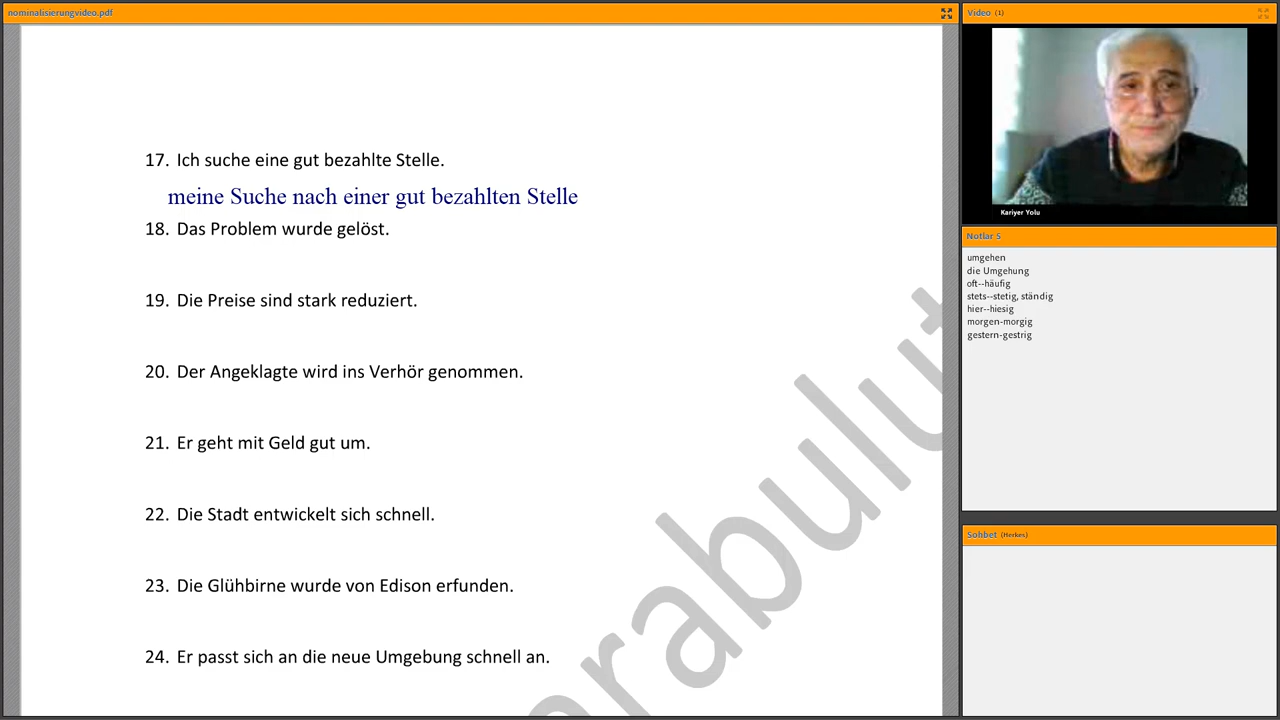 nominalisierungvideo.pdf
17. Ich suche eine gut bezahlte Stelle.
meine Suche nach einer gut bezahlten Stelle
18. Das Problem wurde gelöst.
19. Die Preise sind stark reduziert.
20. Der Angeklagte wird ins Verhör genommen.
21. Er geht mit Geld gut um.
22. Die Stadt entwickelt sich schnell.
23. Die Glühbirne wurde von Edison erfunden.
24. Er passt sich an die neue Umgebung schnell an.
arabulut
Video (1)
Kariyer Yolu
Notlar 5
umgehen
die Umgehung
oft--häufig
stets--stetig, ständig
hier--hiesig
morgen-morgig
gestern-gestrig
Sohbet (Herkes)